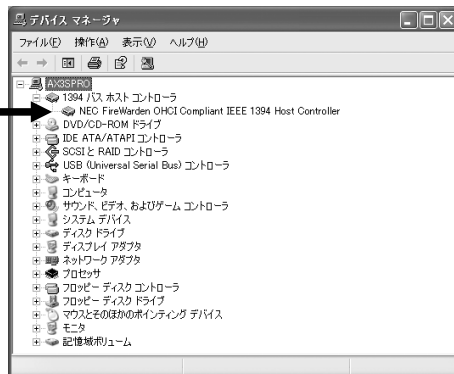 デバイス マネージャ
ファイル(F) 操作(A) 表示(V) ヘルプ(H)
AX3SPRO
1394 バス ホスト コントローラ
NEC FireWarden OHCI Compliant IEEE 1394 Host Controller
DVD/CD-ROM ドライブ
IDE ATA/ATAPI コントローラ
SCSI と RAID コントローラ
USB (Universal Serial Bus) コントローラ
キーボード
コンピュータ
サウンド、ビデオ、およびゲーム コントローラ
システム デバイス
ディスク ドライブ
ディスプレイ アダプタ
ネットワーク アダプタ
プロセッサ
フロッピー ディスク コントローラ
フロッピー ディスク ドライブ
マウスとそのほかのポインティング デバイス
モニタ
記憶域ボリューム